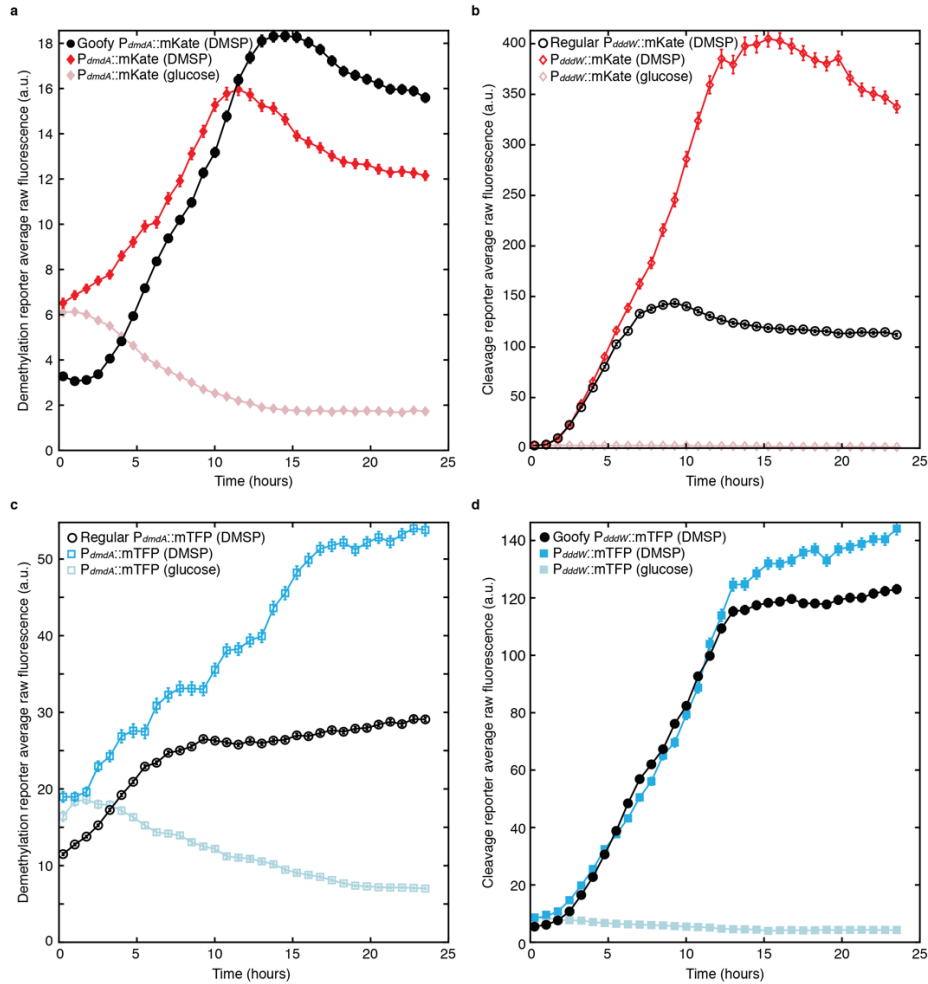 a
Goofy PdmdA::mKate (DMSP)
PdmdA::mKate (DMSP)
PdmdA::mKate (glucose)
Demethylation reporter average raw fluorescence (a.u.)
18
16
14
12
10
8
6
4
2
0
0 5 10 15 20 25
Time (hours)
b
Regular PdddW::mKate (DMSP)
PdddW::mKate (DMSP)
PdddW::mKate (glucose)
Cleavage reporter average raw fluorescence (a.u.)
400
350
300
250
200
150
100
50
0
0 5 10 15 20 25
Time (hours)
c
Regular PdmdA::mTFP (DMSP)
PdmdA::mTFP (DMSP)
PdmdA::mTFP (glucose)
Demethylation reporter average raw fluorescence (a.u.)
50
40
30
20
10
0
0 5 10 15 20 25
Time (hours)
d
Goofy PdddW::mTFP (DMSP)
PdddW::mTFP (DMSP)
PdddW::mTFP (glucose)
Cleavage reporter average raw fluorescence (a.u.)
140
120
100
80
60
40
20
0
0 5 10 15 20 25
Time (hours)